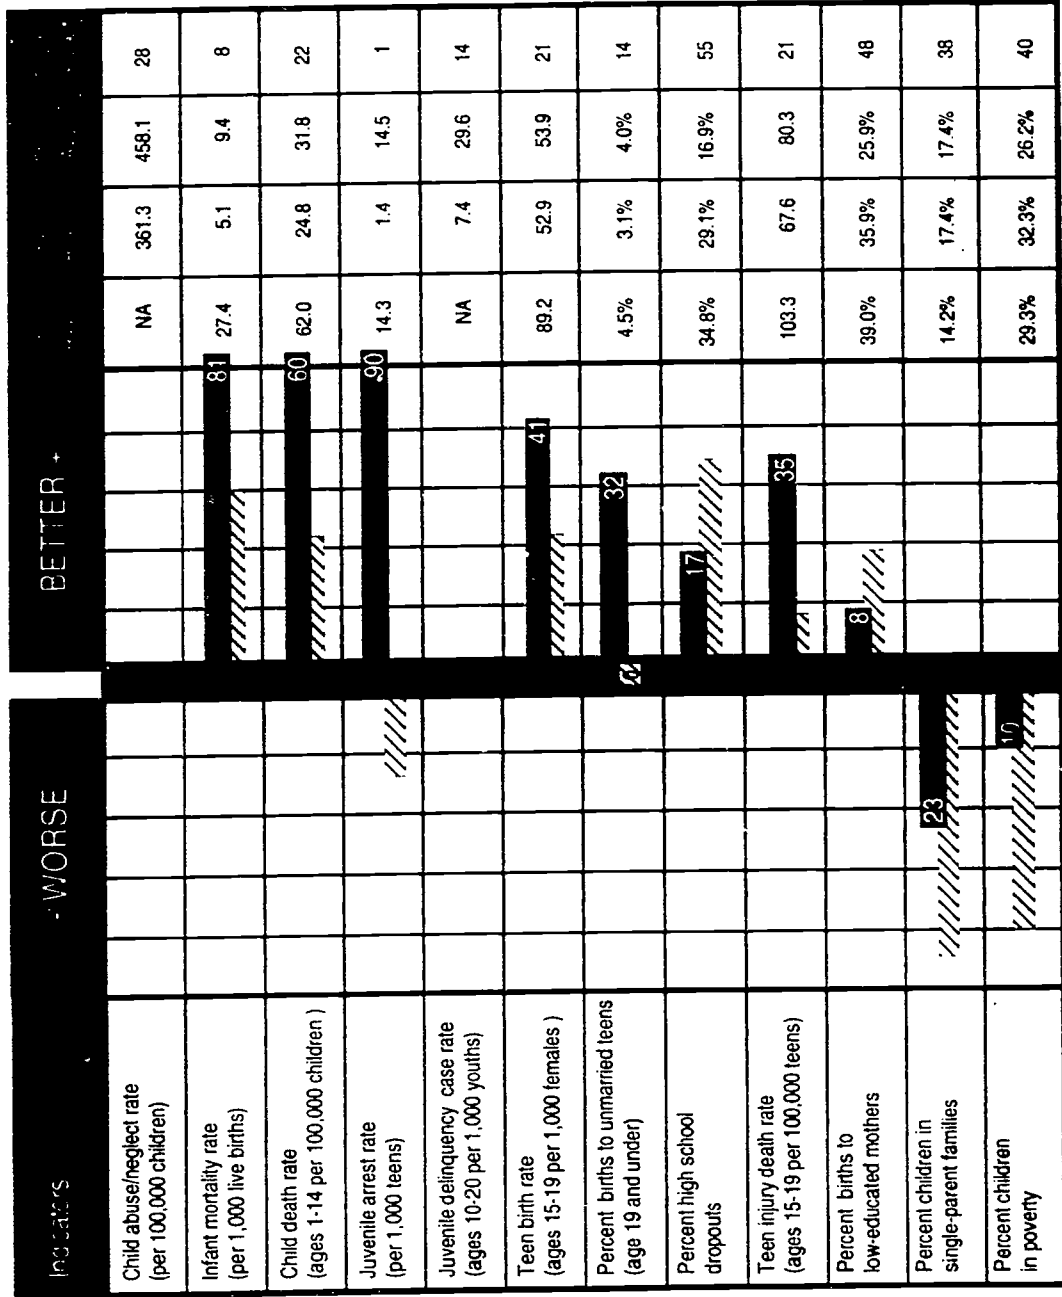 Indicators
- WORSE
BETTER +
Child abuse/neglect rate
(per 100,000 children)
NA
361.3
458.1
28
Infant mortality rate
(per 1,000 live births)
81
27.4
5.1
9.4
8
Child death rate
(ages 1-14 per 100,000 children )
60
62.0
24.8
31.8
22
Juvenile arrest rate
(per 1,000 teens)
90
14.3
1.4
14.5
1
Juvenile delinquency case rate
(ages 10-20 per 1,000 youths)
NA
7.4
29.6
14
Teen birth rate
(ages 15-19 per 1,000 females )
41
89.2
52.9
53.9
21
Percent births to unmarried teens
(age 19 and under)
32
4.5%
3.1%
4.0%
14
Percent high school
dropouts
17
34.8%
29.1%
16.9%
55
Teen injury death rate
(ages 15-19 per 100,000 teens)
35
103.3
67.6
80.3
21
Percent births to
low-educated mothers
8
39.0%
35.9%
25.9%
48
Percent children in
single-parent families
23
14.2%
17.4%
17.4%
38
Percent children
in poverty
10
29.3%
32.3%
26.2%
40